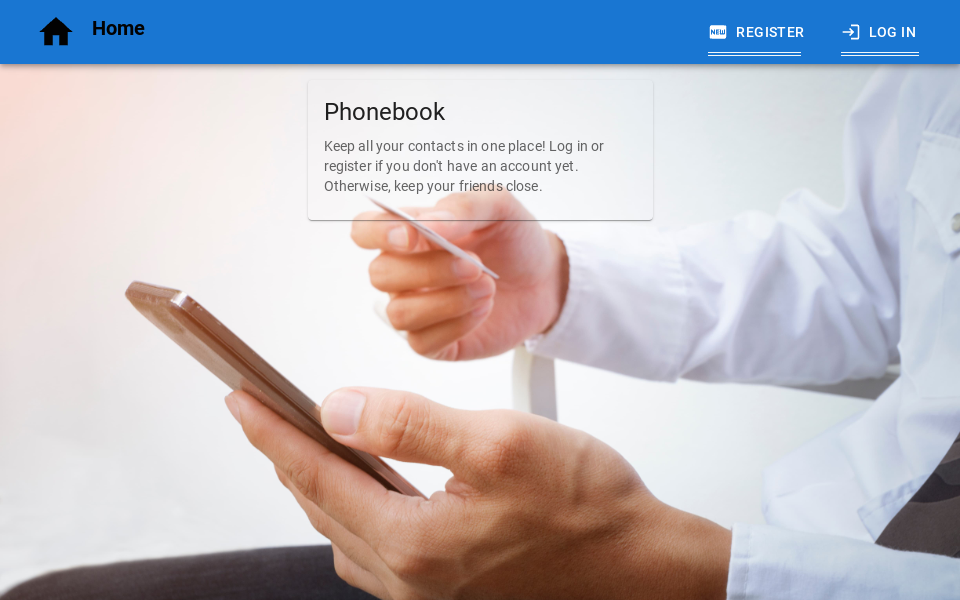 Home
NEW REGISTER
LOG IN
Phonebook
Keep all your contacts in one place! Log in or
register if you don't have an account yet.
Otherwise, keep your friends close.